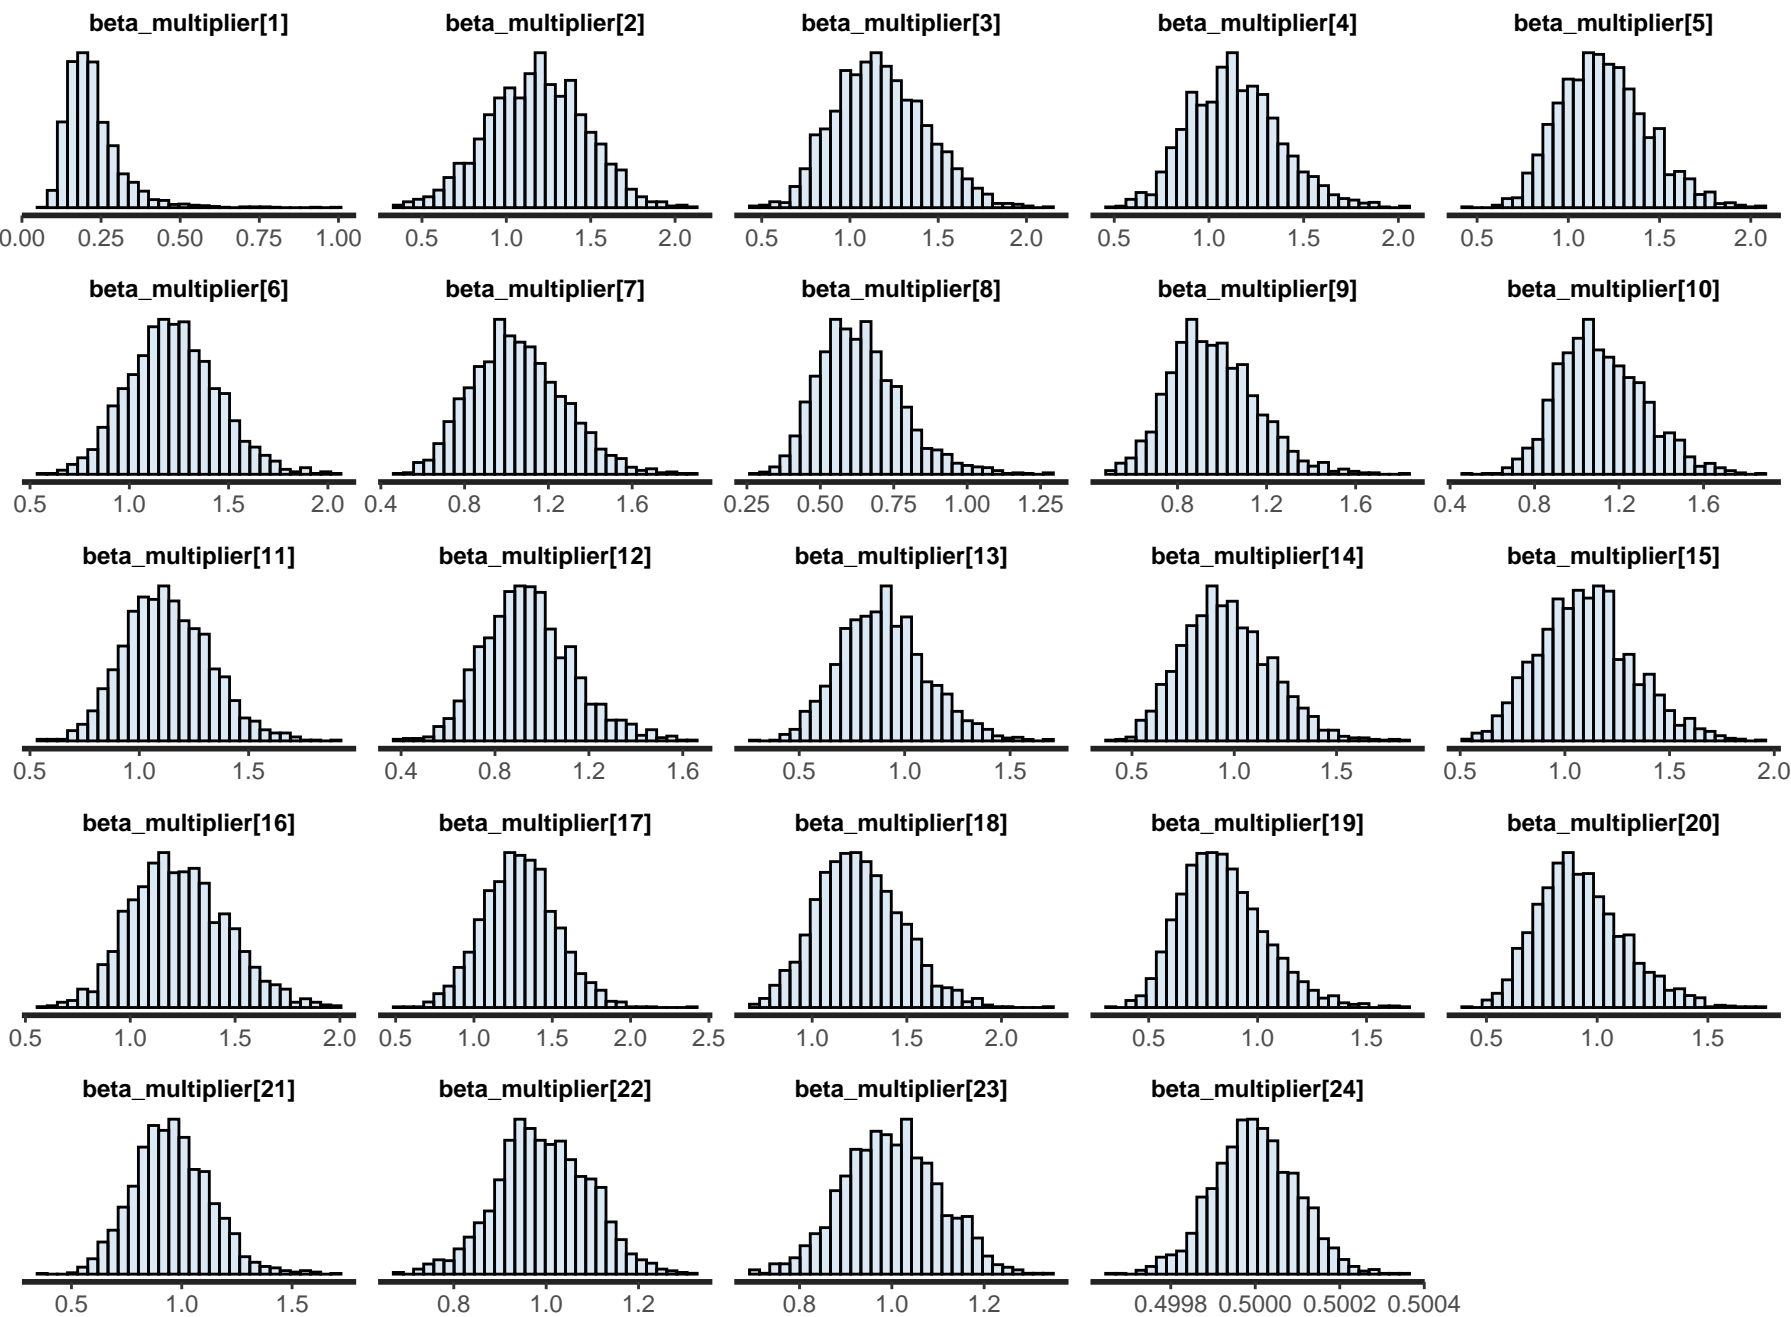 beta_multiplier[1] beta_multiplier[2] beta_multiplier[3] beta_multiplier[4] beta_multiplier[5]
0.00 0.25 0.50 0.75 1.00 0.5 1.0 1.5 2.0 0.5 1.0 1.5 2.0 0.5 1.0 1.5 2.0 0.5 1.0 1.5 2.0
beta_multiplier[6] beta_multiplier[7] beta_multiplier[8] beta_multiplier[9] beta_multiplier[10]
0.5 1.0 1.5 2.0 0.4 0.8 1.2 1.6 0.25 0.50 0.75 1.00 1.25 0.8 1.2 1.6 0.4 0.8 1.2 1.6
beta_multiplier[11] beta_multiplier[12] beta_multiplier[13] beta_multiplier[14] beta_multiplier[15]
0.5 1.0 1.5 0.4 0.8 1.2 1.6 0.5 1.0 1.5 0.5 1.0 1.5 0.5 1.0 1.5 2.0
beta_multiplier[16] beta_multiplier[17] beta_multiplier[18] beta_multiplier[19] beta_multiplier[20]
0.5 1.0 1.5 2.0 0.5 1.0 1.5 2.0 2.5 1.0 1.5 2.0 0.5 1.0 1.5 0.5 1.0 1.5
beta_multiplier[21] beta_multiplier[22] beta_multiplier[23] beta_multiplier[24]
0.5 1.0 1.5 0.8 1.0 1.2 0.8 1.0 1.2 0.4998 0.5000 0.5002 0.5004